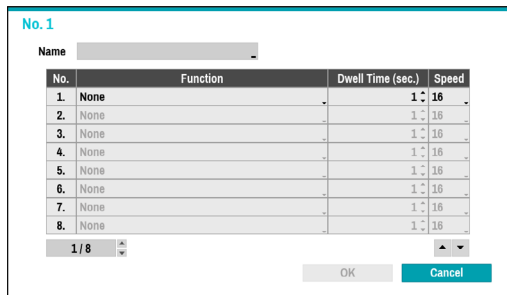 No. 1
Name
No. Function Dwell Time (sec.) Speed
1. None 1 16
2. None 1 16
3. None 1 16
4. None 1 16
5. None 1 16
6. None 1 16
7. None 1 16
8. None 1 16
1 / 8
OK Cancel